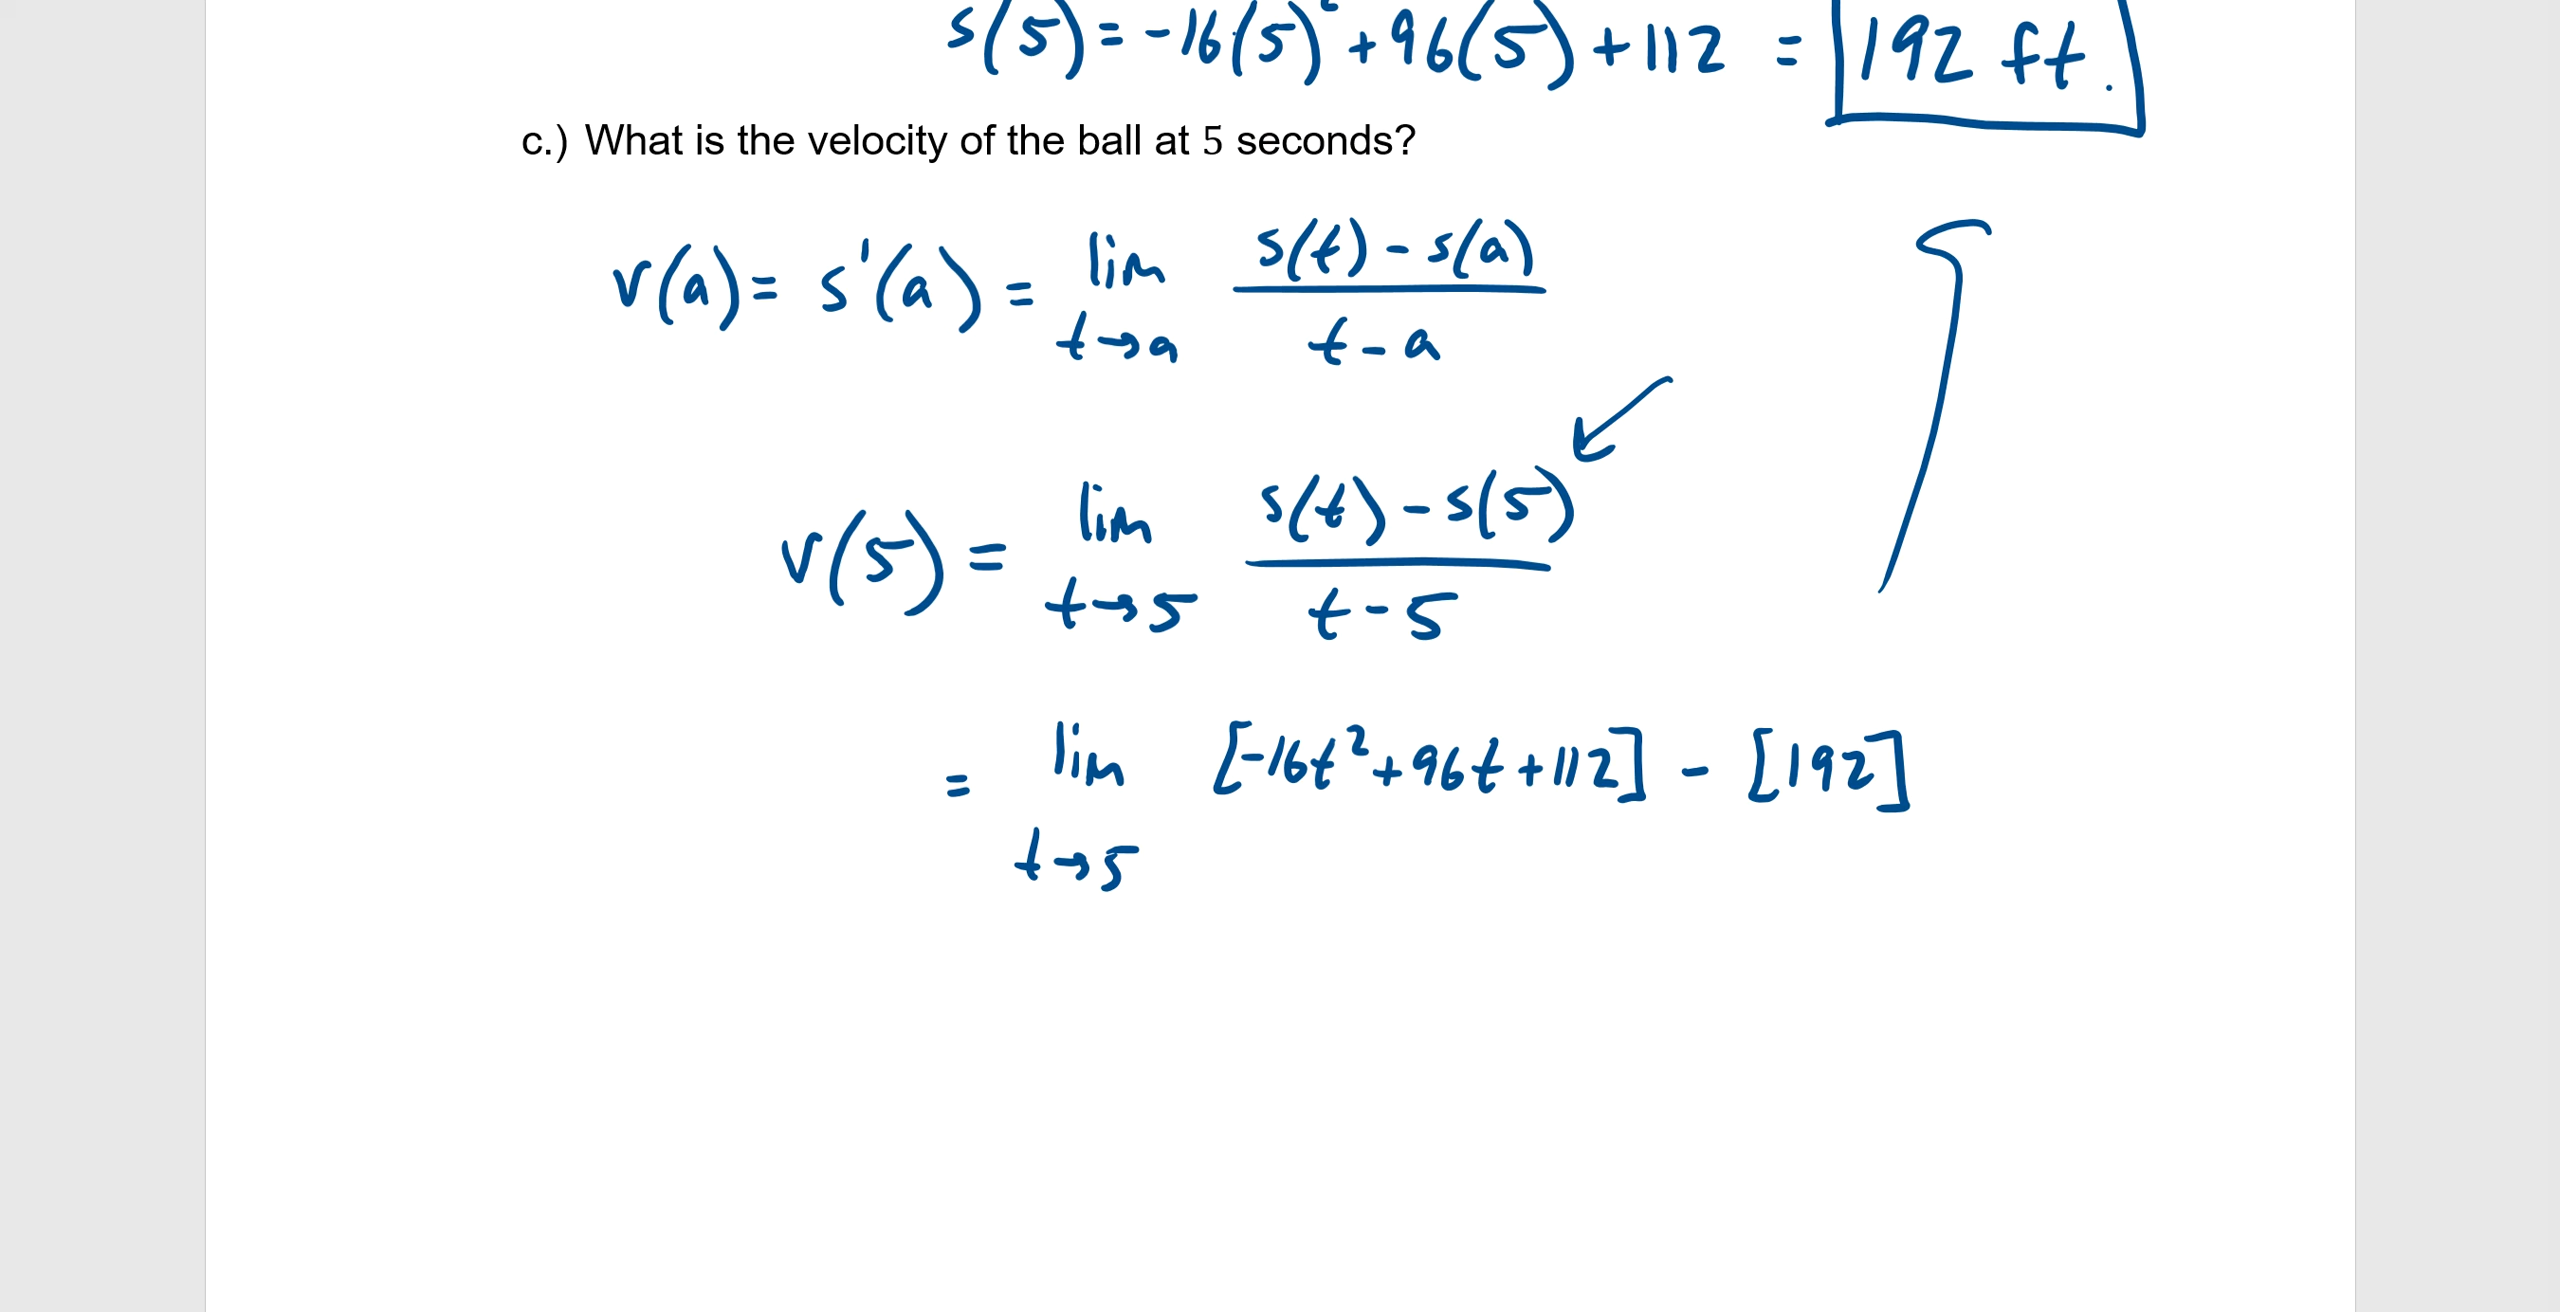 s(5) = -16(5)² + 96(5) + 112 = 192 ft.
c.) What is the velocity of the ball at 5 seconds?
v(a) = s'(a) = lim t→a s(t) - s(a) / t - a
v(5) = lim t→5 s(t) - s(5) / t - 5
= lim t→5 [-16t² + 96t + 112] - [192]